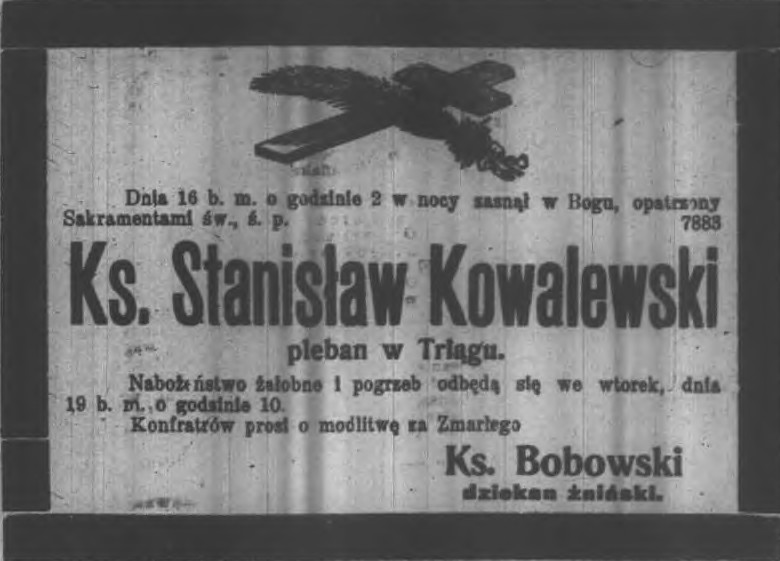 Dnia 16 b. m. o godzinie 2 w nocy zasnął w Bogu, opatrzony
Sakramentami św., ś. p. 7883
Ks. Stanisław Kowalewski
pleban w Trlągu.
Nabożeństwo żałobne i pogrzeb odbędą się we wtorek, dnia
19 b. m. o godzinie 10.
Konfratrów prosi o modlitwę za Zmarłego
Ks. Bobowski
dziekan żniński.